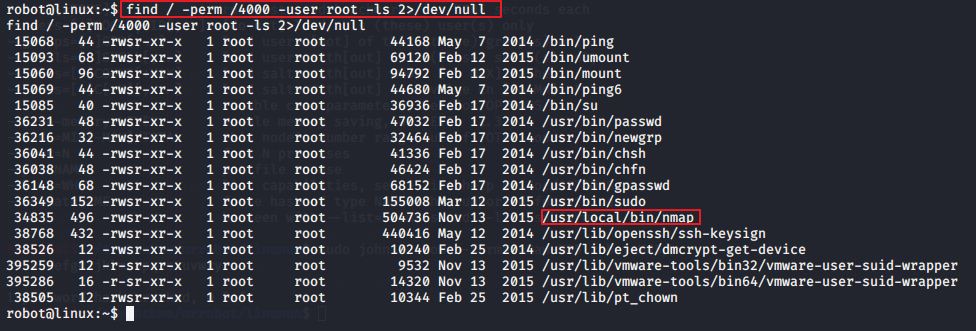 robot@linux:~$ find / -perm /4000 -user root -ls 2>/dev/null
find / -perm /4000 -user root -ls 2>/dev/null
15068 44 -rwsr-xr-x 1 root root 44168 May 7 2014 /bin/ping
15093 68 -rwsr-xr-x 1 root root 69120 Feb 12 2015 /bin/umount
15060 96 -rwsr-xr-x 1 root root 94792 Feb 12 2015 /bin/mount
15069 44 -rwsr-xr-x 1 root root 44680 May 7 2014 /bin/ping6
15085 40 -rwsr-xr-x 1 root root 36936 Feb 17 2014 /bin/su
36231 48 -rwsr-xr-x 1 root root 47032 Feb 17 2014 /usr/bin/passwd
36216 32 -rwsr-xr-x 1 root root 32464 Feb 17 2014 /usr/bin/newgrp
36041 44 -rwsr-xr-x 1 root root 41336 Feb 17 2014 /usr/bin/chsh
36038 48 -rwsr-xr-x 1 root root 46424 Feb 17 2014 /usr/bin/chfn
36148 68 -rwsr-xr-x 1 root root 68152 Feb 17 2014 /usr/bin/gpasswd
36349 152 -rwsr-xr-x 1 root root 155008 Mar 12 2015 /usr/bin/sudo
34835 496 -rwsr-xr-x 1 root root 504736 Nov 13 2015 /usr/local/bin/nmap
38768 432 -rwsr-xr-x 1 root root 440416 May 12 2014 /usr/lib/openssh/ssh-keysign
38526 12 -rwsr-xr-x 1 root root 10240 Feb 25 2014 /usr/lib/eject/dmcrypt-get-device
395259 12 -r-sr-xr-x 1 root root 9532 Nov 13 2015 /usr/lib/vmware-tools/bin32/vmware-user-suid-wrapper
395286 16 -r-sr-xr-x 1 root root 14320 Nov 13 2015 /usr/lib/vmware-tools/bin64/vmware-user-suid-wrapper
38505 12 -rwsr-xr-x 1 root root 10344 Feb 25 2014 /usr/lib/pt_chown
robot@linux:~$